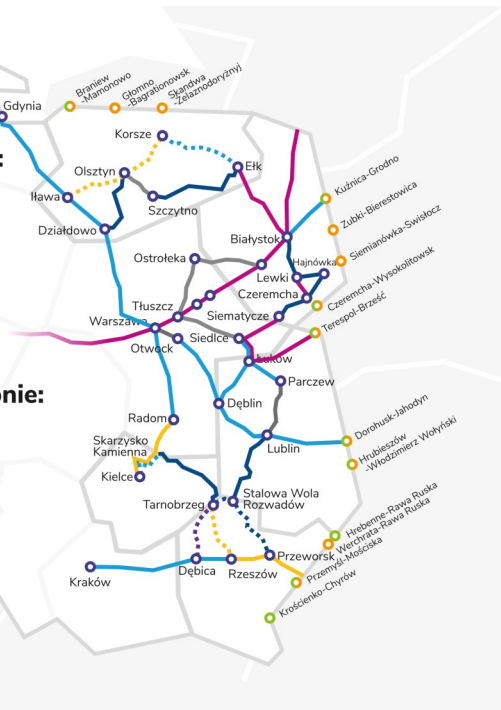 Braniew
-Mamonowo
Głomno
-Bagrationowsk
Skandwa
-Żelaznodoryżnyj
Gdynia
Korsze
:
Olsztyn
Ełk
Iława
Szczytno
Kuźnica-Grodno
Działdowo
Zubki-Bierestowica
Białystok
Siemianówka-Swisłocz
Ostrołeka
Hajnówka
Lewki
Czeremcha
Czeremcha-Wysokolitowsk
Tłuszcz
Siematycze
Warszawa
Terespol-Brześć
Otwock
Siedlce
Łuków
Parczew
onie:
Dęblin
Radom
Dorohusk-Jahodyn
Skarzysko
Kamienna
Lublin
Hrubieszów
-Włodzimierz Wołyński
Kielce
Stalowa Wola
Rozwadów
Tarnobrzeg
Hrebenne-Rawa Ruska
Werchrata-Rawa Ruska
Przeworsk
Przemyśl-Mościska
Dębica
Rzeszów
Kraków
Krościenko-Chyrów